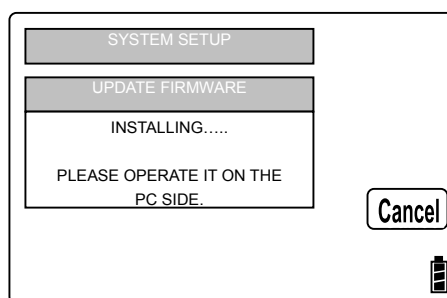 SYSTEM SETUP
UPDATE FIRMWARE
INSTALLING.....
PLEASE OPERATE IT ON THE
PC SIDE.
Cancel